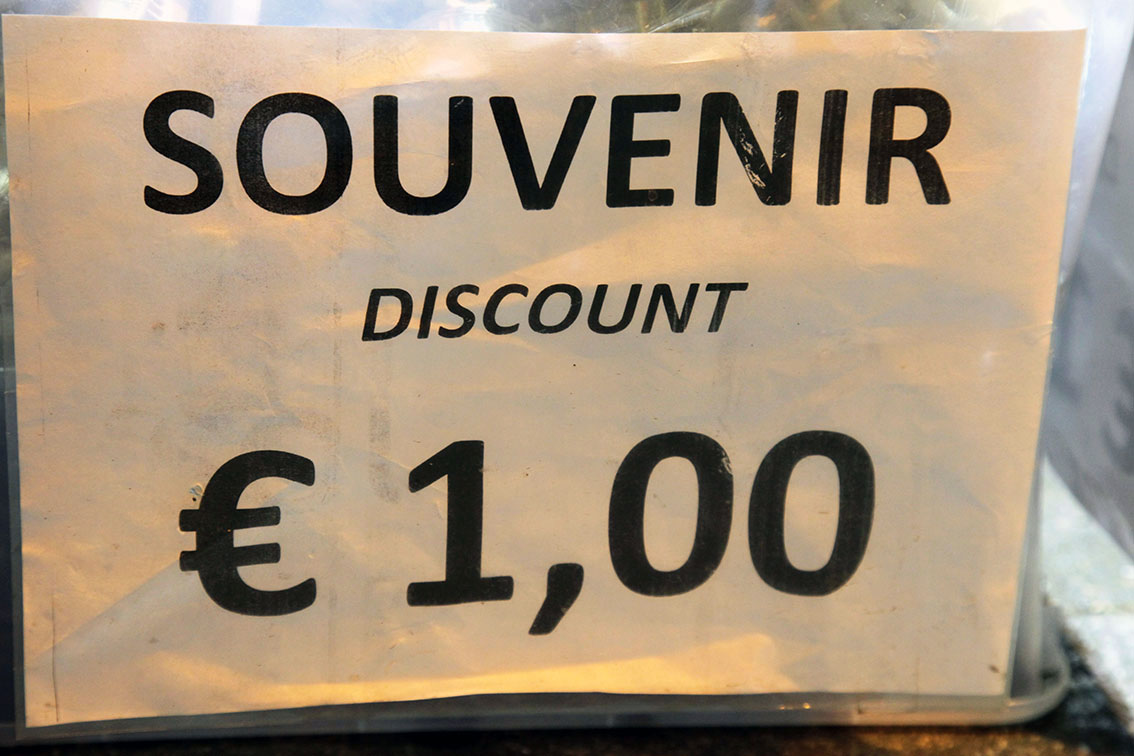 SOUVENIR
DISCOUNT
€ 1,00